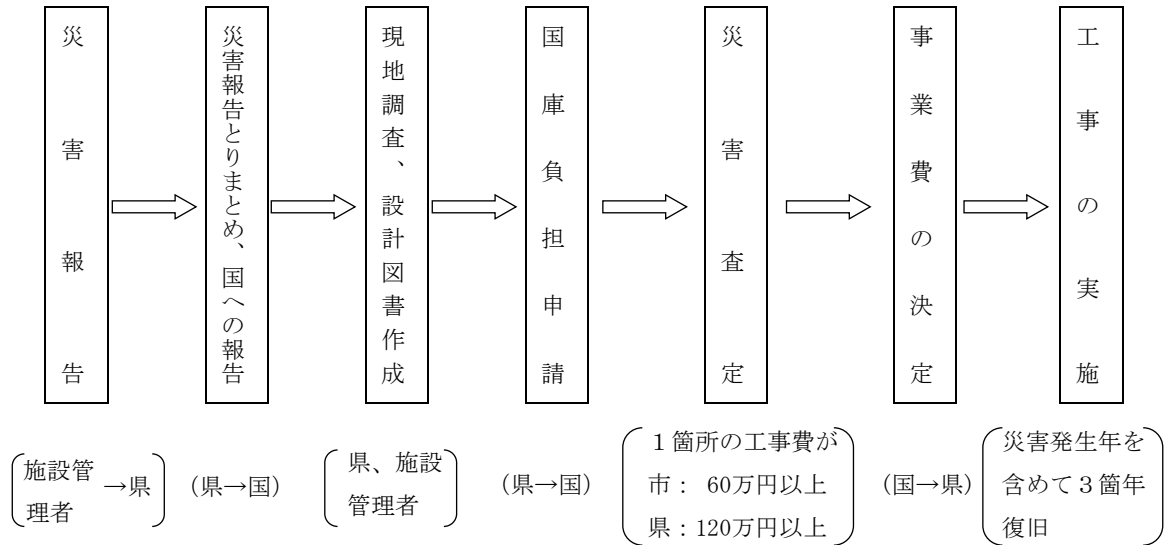 災害報告
災害報告とりまとめ、国への報告
現地調査、設計図書作成
国庫負担申請
災害査定
事業費の決定
工事の実施
施設管理者→県
(県→国)
県、施設
管理者
(県→国)
１箇所の工事費が
市： 60万円以上
県：120万円以上
(国→県)
災害発生年を
含めて３箇年
復旧